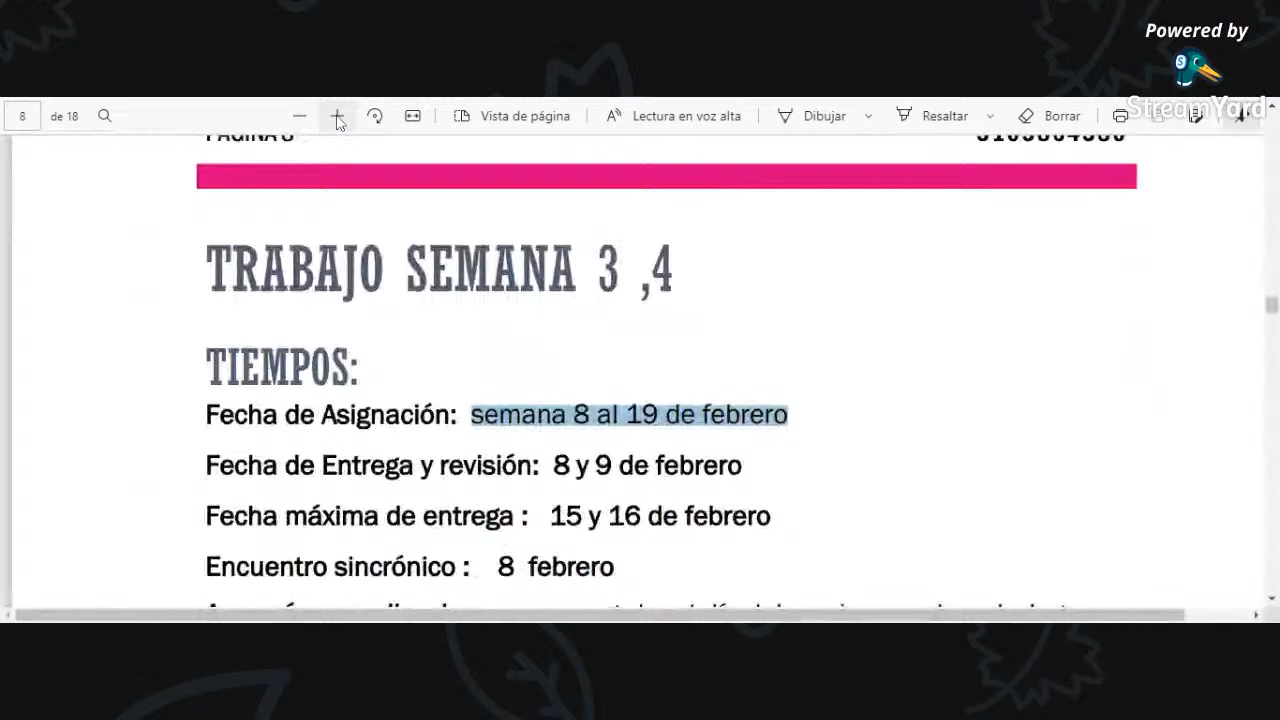 Powered by
StreamYard
8 de 18 Vista de página Lectura en voz alta Dibujar Resaltar Borrar
PÁGINA 8
TRABAJO SEMANA 3 ,4
TIEMPOS:
Fecha de Asignación: semana 8 al 19 de febrero
Fecha de Entrega y revisión: 8 y 9 de febrero
Fecha máxima de entrega : 15 y 16 de febrero
Encuentro sincrónico : 8 febrero